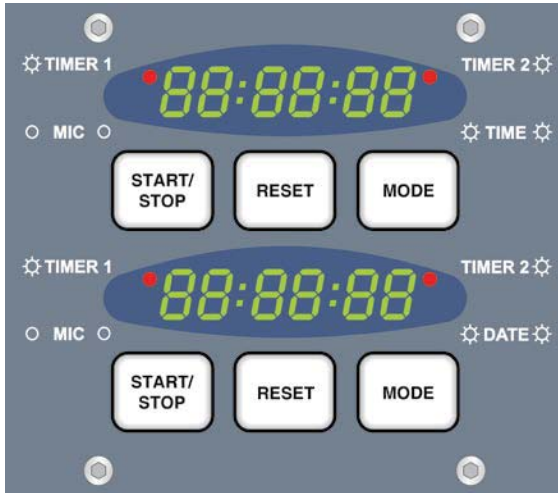 TIMER 1
88:88:88
TIMER 2
MIC
TIME
START/
STOP
RESET
MODE
TIMER 1
88:88:88
TIMER 2
MIC
DATE
START/
STOP
RESET
MODE